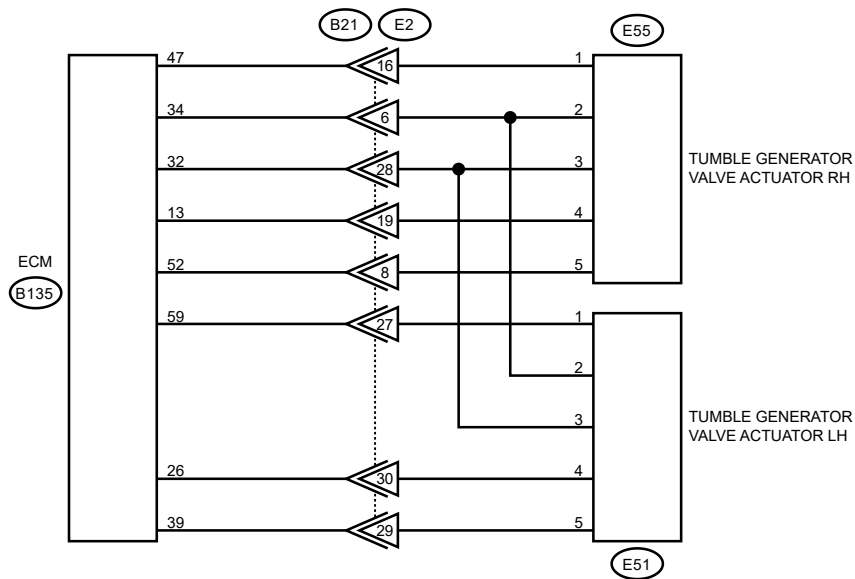 B21 E2 E55
47 16 1
34 6 2
32 28 3
TUMBLE GENERATOR
VALVE ACTUATOR RH
13 19 4
ECM
52 8 5
B135
59 27 1
2
3
TUMBLE GENERATOR
VALVE ACTUATOR LH
26 30 4
39 29 5
E51